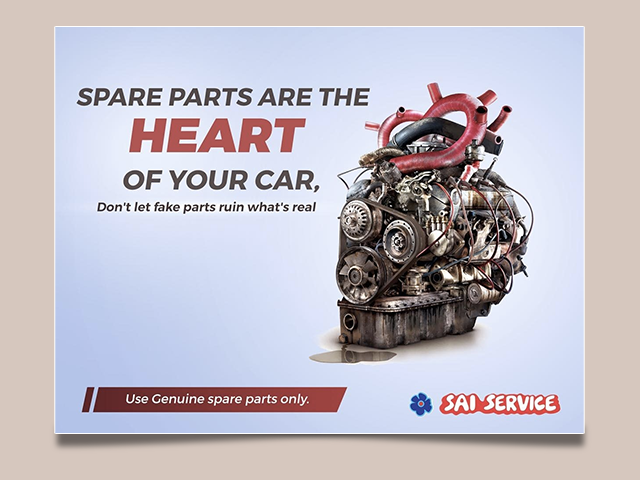 SPARE PARTS ARE THE
HEART
OF YOUR CAR,
Don't let fake parts ruin what's real
Use Genuine spare parts only.
SAI SERVICE